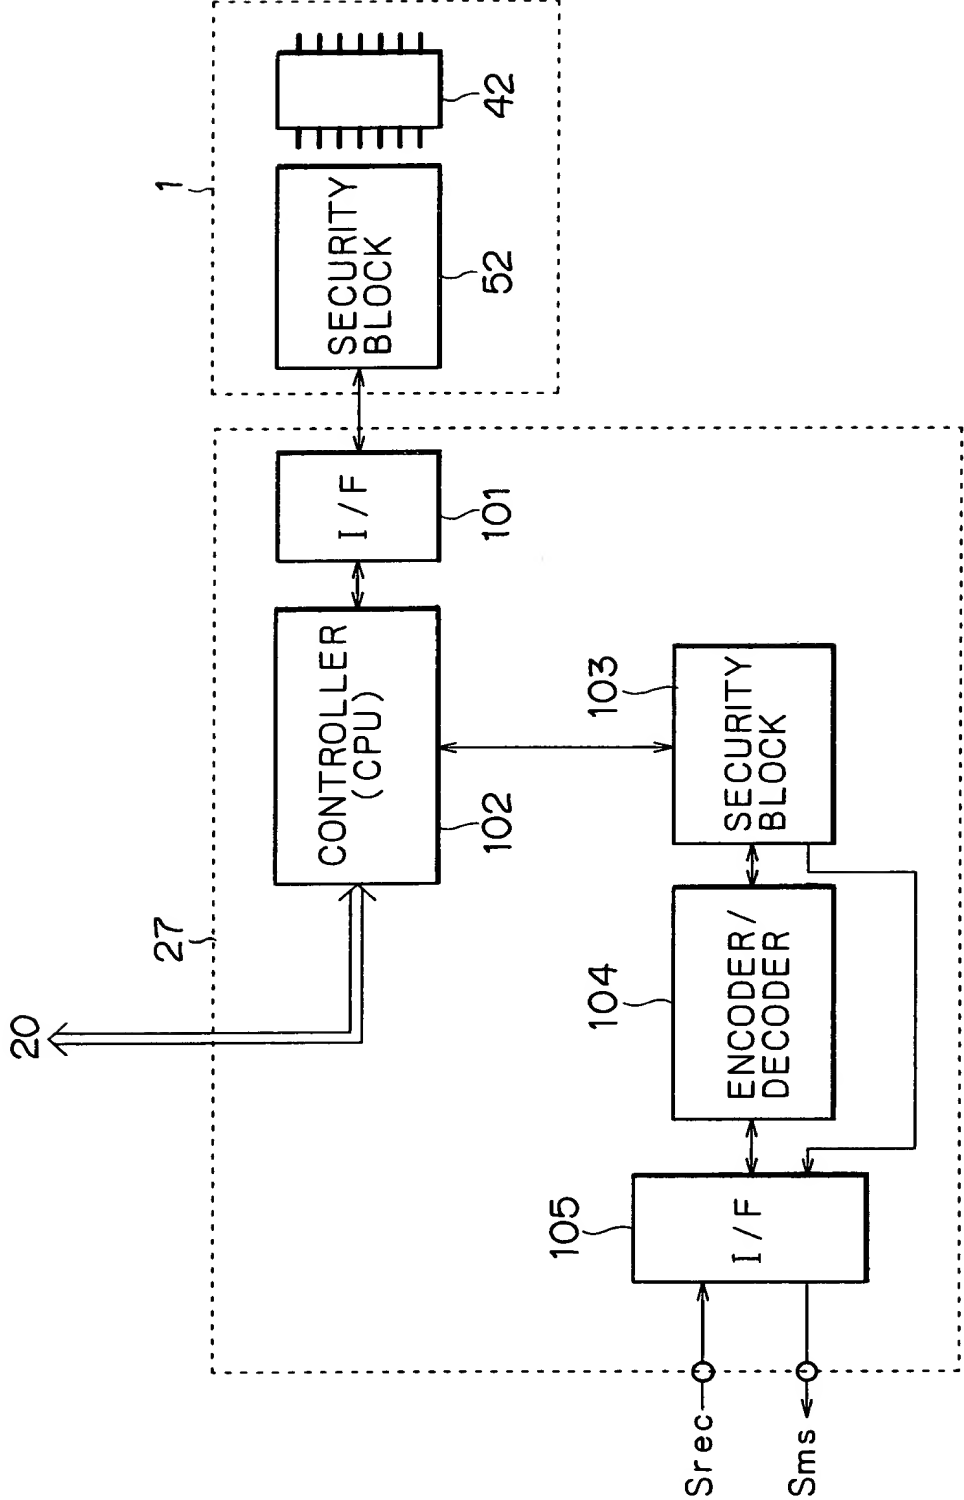 20
27
1
CONTROLLER
(CPU)
102
I/F
101
SECURITY
BLOCK
52
42
105
I/F
104
ENCODER/
DECODER
103
SECURITY
BLOCK
Srec
Sms